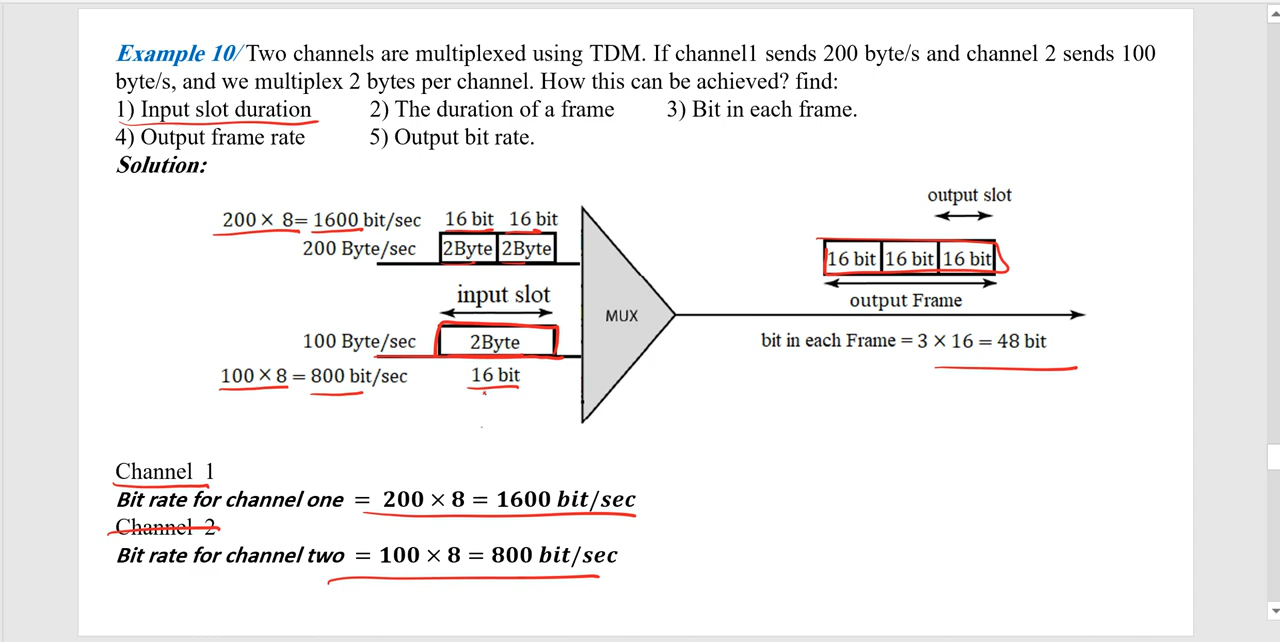 Example 10/ Two channels are multiplexed using TDM. If channel1 sends 200 byte/s and channel 2 sends 100
byte/s, and we multiplex 2 bytes per channel. How this can be achieved? find:
1) Input slot duration 2) The duration of a frame 3) Bit in each frame.
4) Output frame rate 5) Output bit rate.
Solution:
output slot
200 × 8= 1600 bit/sec 16 bit 16 bit
200 Byte/sec 2Byte 2Byte
16 bit 16 bit 16 bit
input slot
output Frame
MUX
100 Byte/sec 2Byte
bit in each Frame = 3 × 16 = 48 bit
100 × 8 = 800 bit/sec 16 bit
Channel 1
Bit rate for channel one = 200 × 8 = 1600 bit/sec
Channel 2
Bit rate for channel two = 100 × 8 = 800 bit/sec